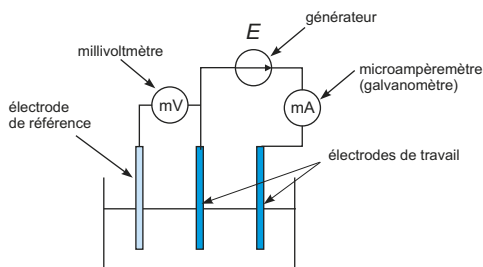 générateur
E
millivoltmètre
microampèremètre
(galvanomètre)
mV
mA
électrode
de référence
électrodes de travail